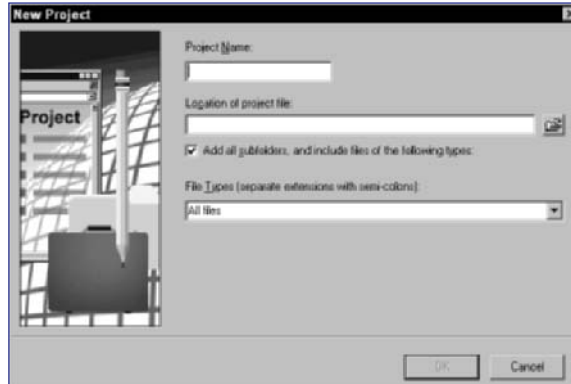 New Project
Project
Project Name:
Location of project file:
Add all subfolders, and include files of the following types:
File Types (separate extensions with semi-colons):
All files
OK
Cancel